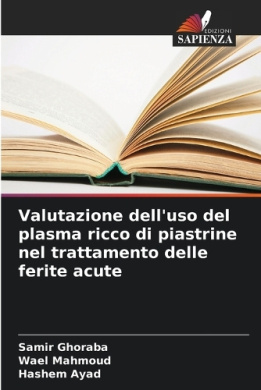 EDIZIONI
SAPIENZA
Valutazione dell'uso del
plasma ricco di piastrine
nel trattamento delle
ferite acute
Samir Ghoraba
Wael Mahmoud
Hashem Ayad